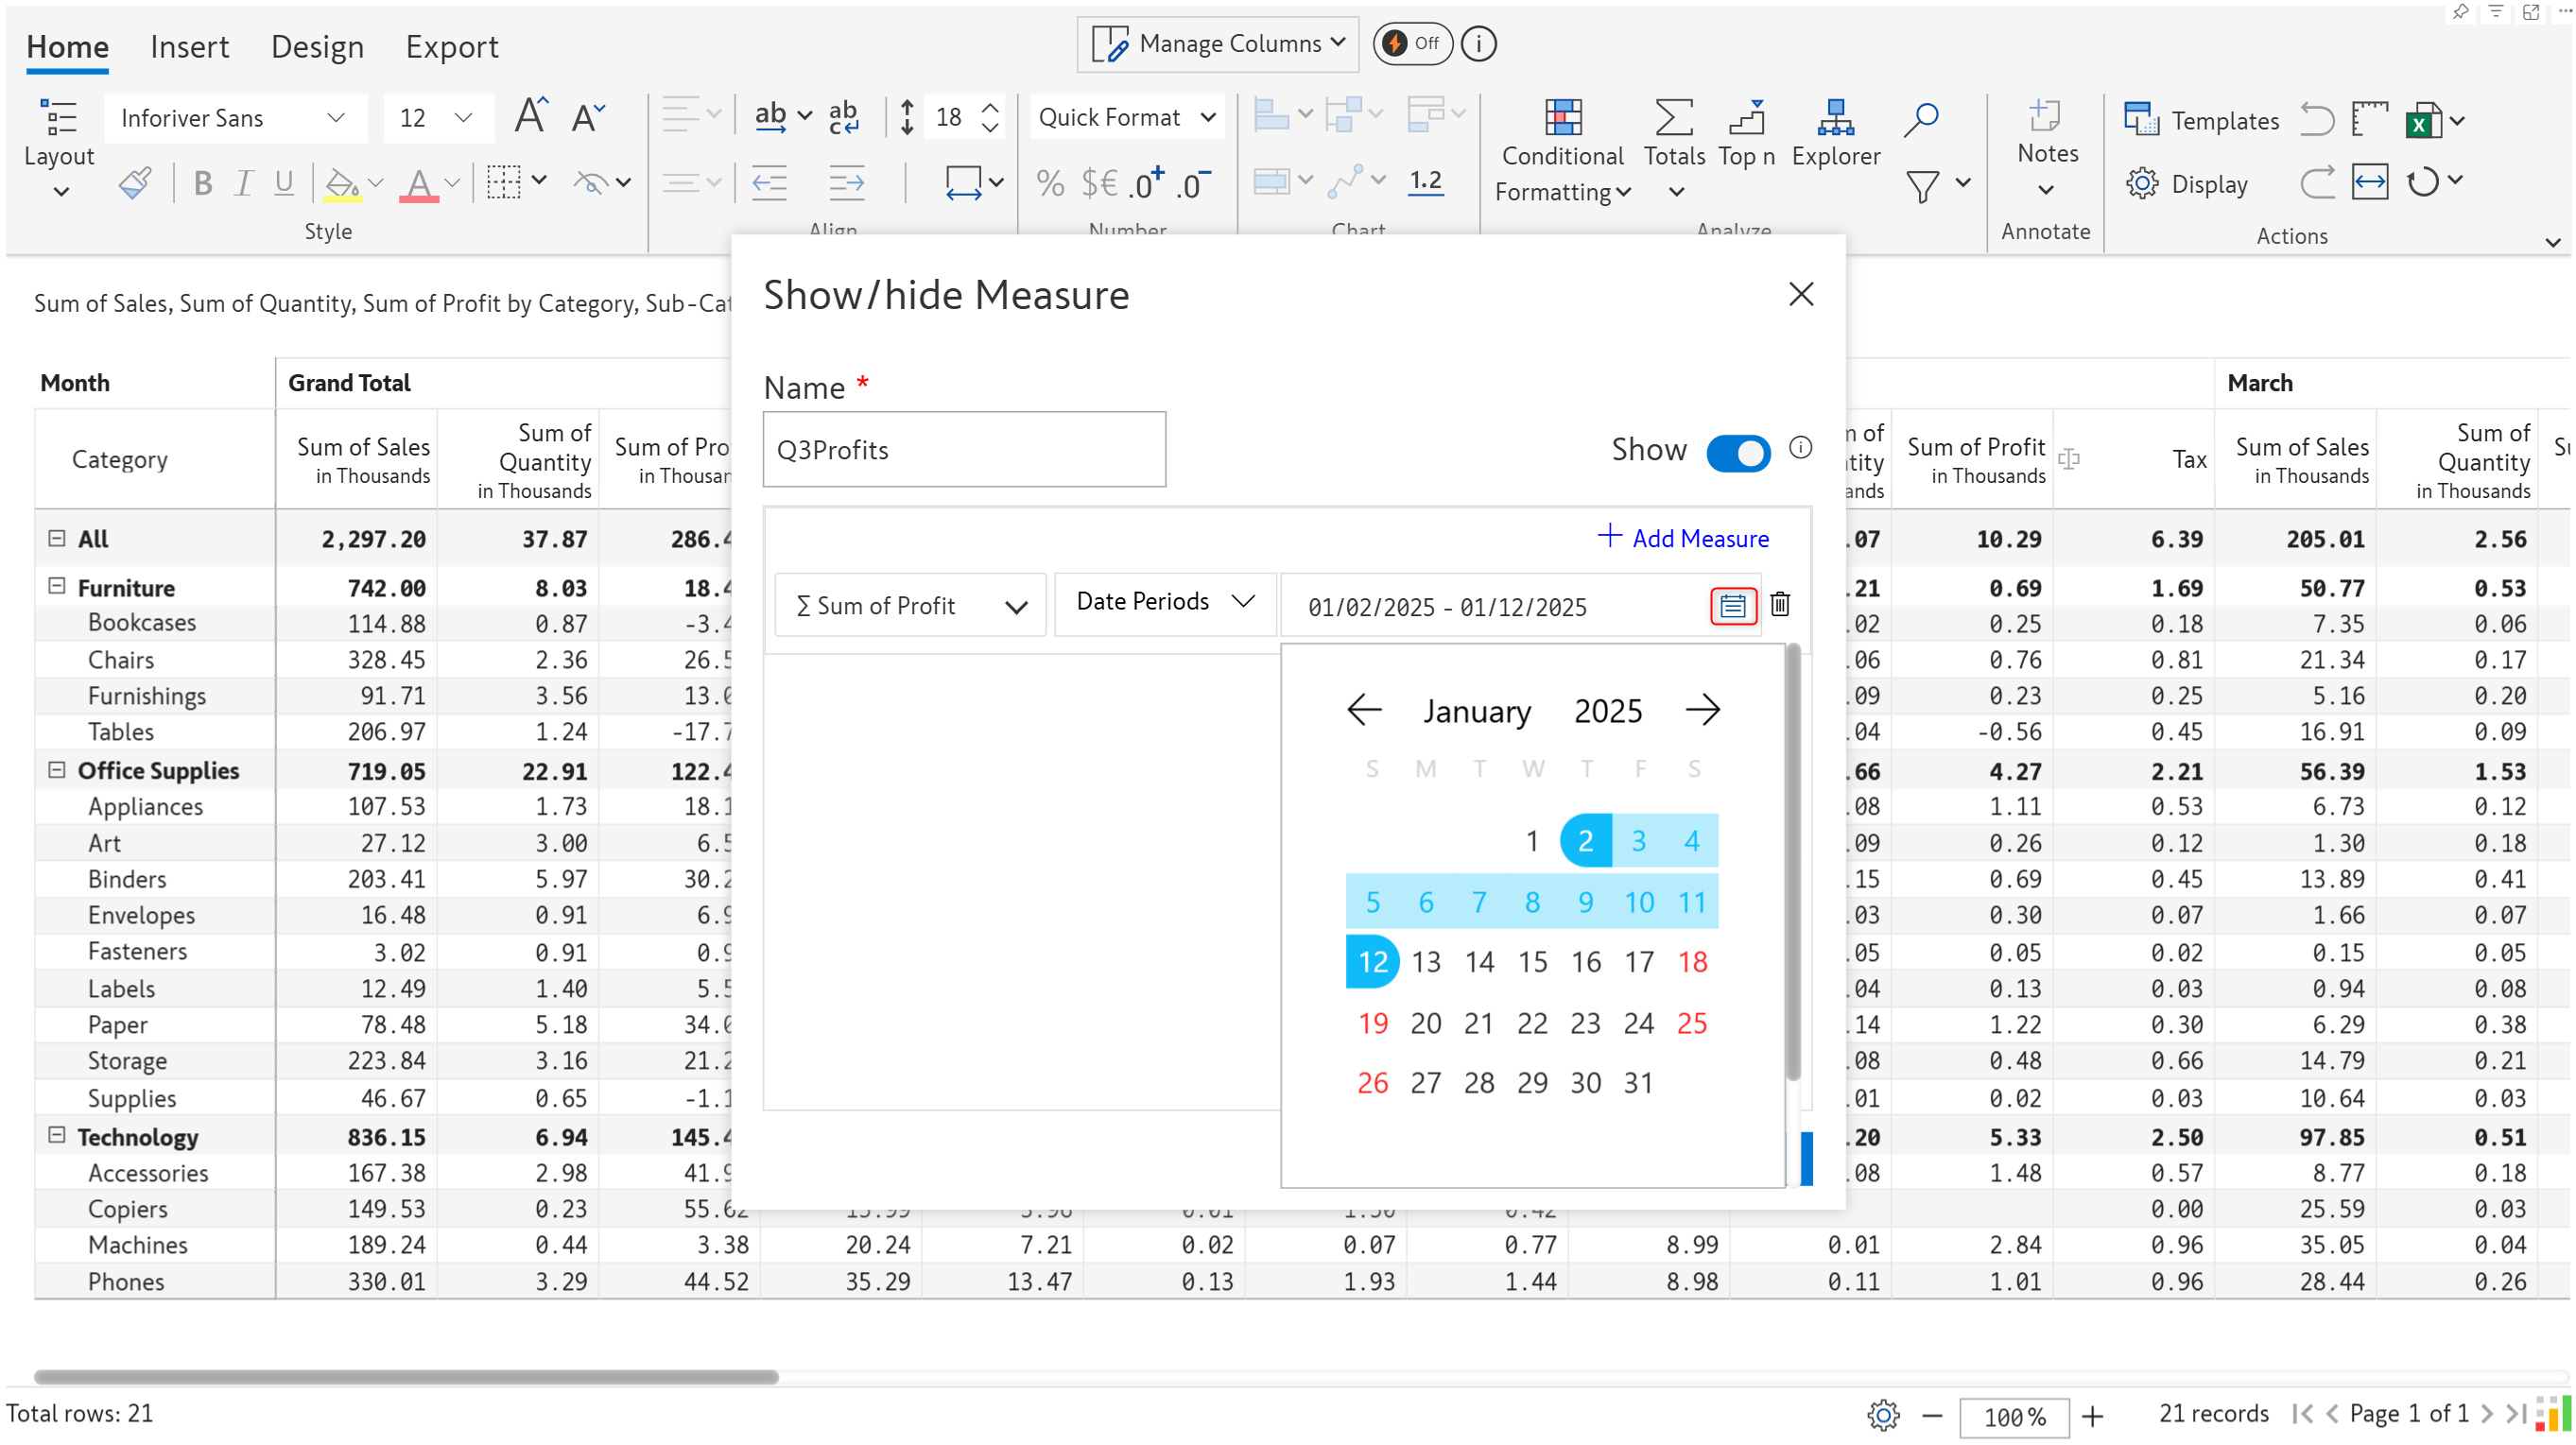 Home Insert Design Export Manage Columns Off
Inforiver Sans 12 18 Quick Format Conditional Formatting Totals Top n Explorer Notes Templates
Layout B I U % $€ .0+ .0- 1.2 Display
Style Align Number Chart Analyze Annotate Actions
Sum of Sales, Sum of Quantity, Sum of Profit by Category,
Show/hide Measure
Name *
Q3Profits
Show
+ Add Measure
Σ Sum of Profit Date Periods 01/02/2025 - 01/12/2025
January 2025
S M T W T F S
1 2 3 4
5 6 7 8 9 10 11
12 13 14 15 16 17 18
19 20 21 22 23 24 25
26 27 28 29 30 31
Month Grand Total March
Category Sum of Sales in Thousands Sum of Quantity in Thousands Sum of Sum of Profit in Thousands Tax Sum of Sales in Thousands Sum of Quantity in Thousands
All 2,297.20 37.87 286.4 .07 10.29 6.39 205.01 2.56
Furniture 742.00 8.03 18.4 .21 0.69 1.69 50.77 0.53
Bookcases 114.88 0.87 -3.4 .02 0.25 0.18 7.35 0.06
Chairs 328.45 2.36 26.5 .06 0.76 0.81 21.34 0.17
Furnishings 91.71 3.56 13.0 .09 0.23 0.25 5.16 0.20
Tables 206.97 1.24 -17.7 .04 -0.56 0.45 16.91 0.09
Office Supplies 719.05 22.91 122.4 .66 4.27 2.21 56.39 1.53
Appliances 107.53 1.73 18.1 .08 1.11 0.53 6.73 0.12
Art 27.12 3.00 6.5 .09 0.26 0.12 1.30 0.18
Binders 203.41 5.97 30.2 .15 0.69 0.45 13.89 0.41
Envelopes 16.48 0.91 6.9 .03 0.30 0.07 1.66 0.07
Fasteners 3.02 0.91 0.9 .05 0.05 0.02 0.15 0.05
Labels 12.49 1.40 5.5 .04 0.13 0.03 0.94 0.08
Paper 78.48 5.18 34.0 .14 1.22 0.30 6.29 0.38
Storage 223.84 3.16 21.2 .08 0.48 0.66 14.79 0.21
Supplies 46.67 0.65 -1.1 .01 0.02 0.03 10.64 0.03
Technology 836.15 6.94 145.4 .20 5.33 2.50 97.85 0.51
Accessories 167.38 2.98 41.9 .08 1.48 0.57 8.77 0.18
Copiers 149.53 0.23 55.62 0.00 25.59 0.03
Machines 189.24 0.44 3.38 20.24 7.21 0.02 0.07 0.77 8.99 0.01 2.84 0.96 35.05 0.04
Phones 330.01 3.29 44.52 35.29 13.47 0.13 1.93 1.44 8.98 0.11 1.01 0.96 28.44 0.26
Total rows: 21 100% 21 records Page 1 of 1